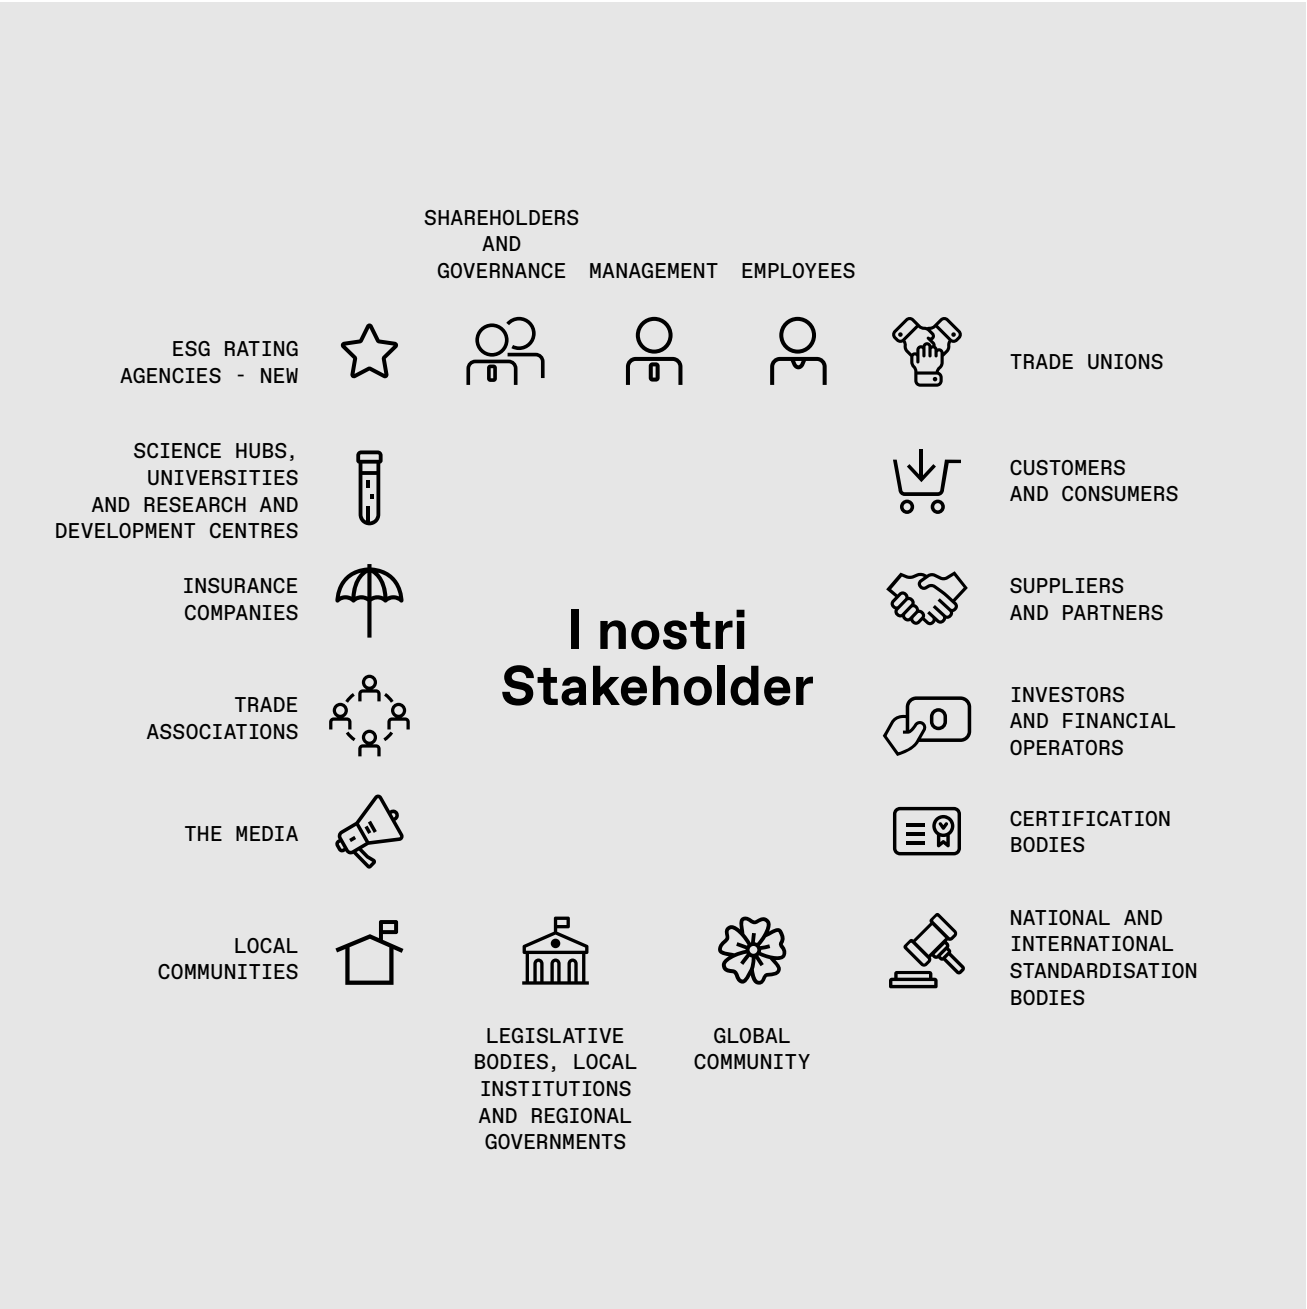 SHAREHOLDERS
AND
GOVERNANCE
MANAGEMENT
EMPLOYEES
ESG RATING
AGENCIES - NEW
TRADE UNIONS
SCIENCE HUBS,
UNIVERSITIES
AND RESEARCH AND
DEVELOPMENT CENTRES
CUSTOMERS
AND CONSUMERS
INSURANCE
COMPANIES
SUPPLIERS
AND PARTNERS
I nostri
Stakeholder
TRADE
ASSOCIATIONS
INVESTORS
AND FINANCIAL
OPERATORS
THE MEDIA
CERTIFICATION
BODIES
LOCAL
COMMUNITIES
NATIONAL AND
INTERNATIONAL
STANDARDISATION
BODIES
LEGISLATIVE
BODIES, LOCAL
INSTITUTIONS
AND REGIONAL
GOVERNMENTS
GLOBAL
COMMUNITY